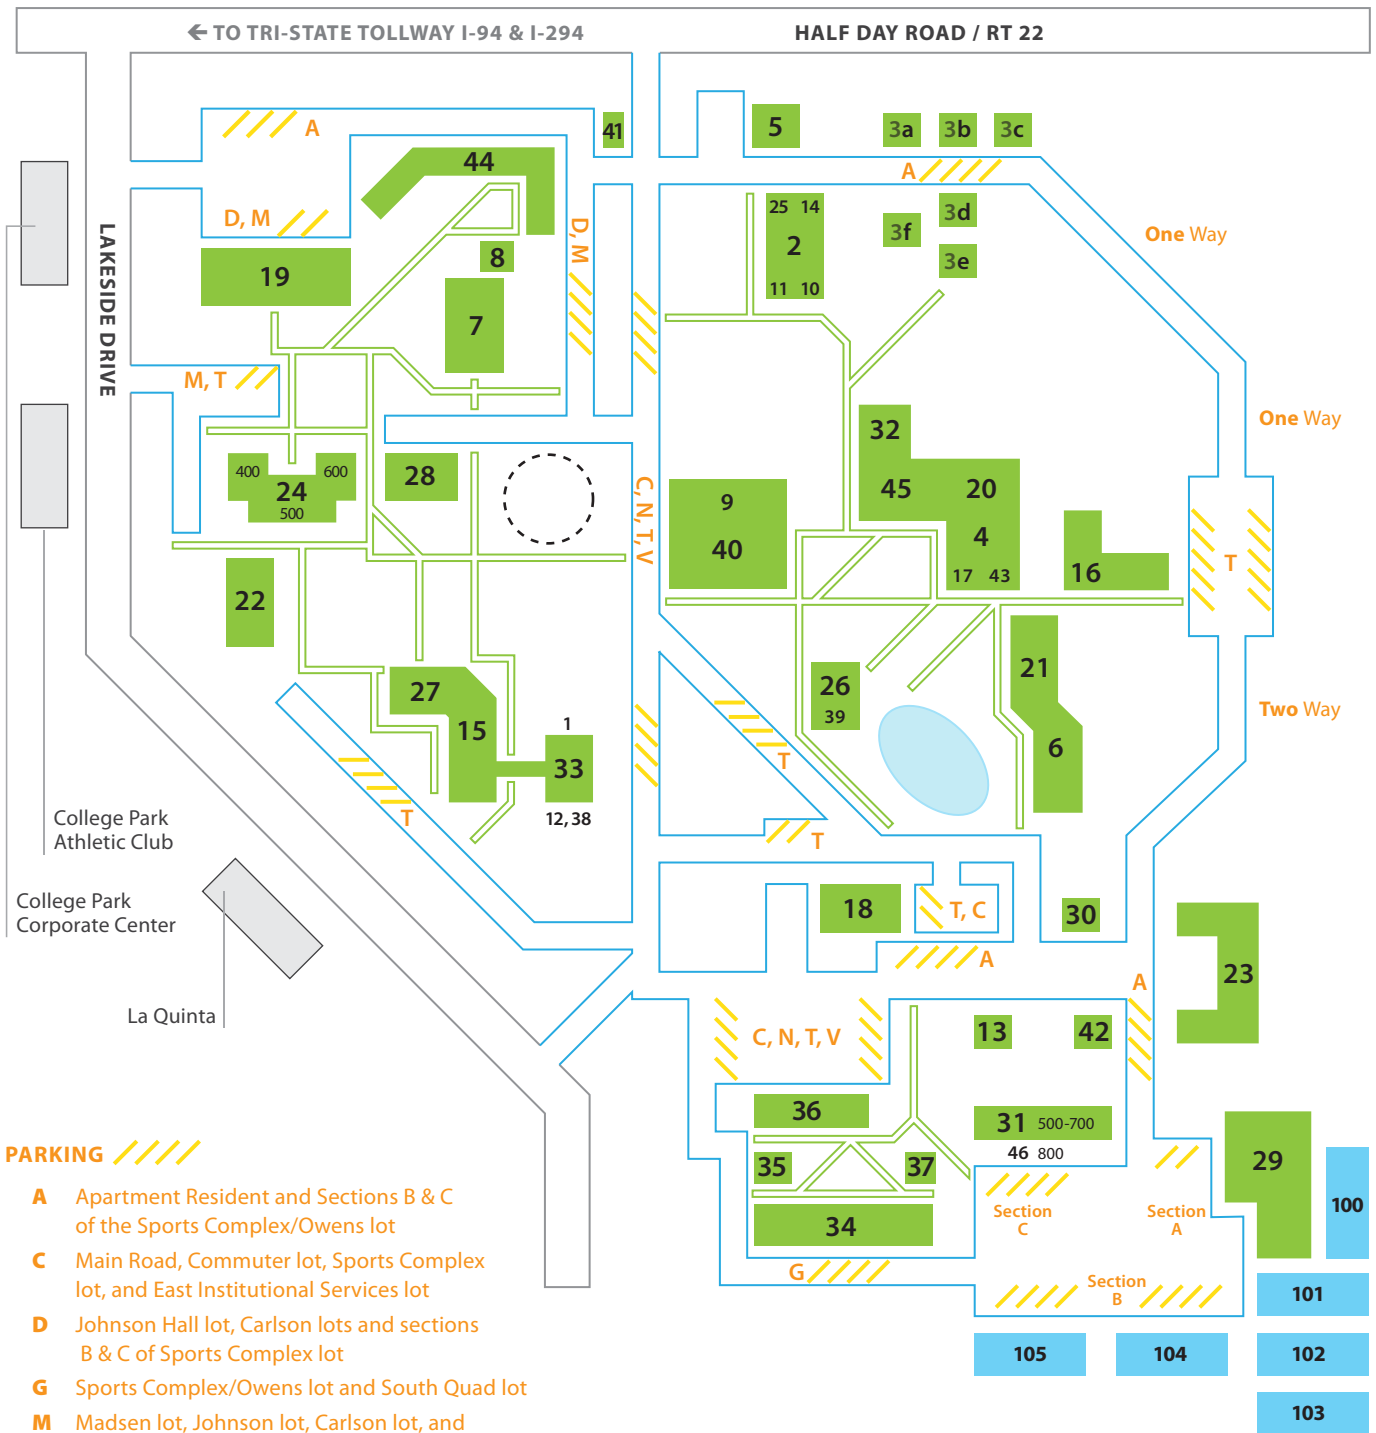 ← TO TRI-STATE TOLLWAY I-94 & I-294
HALF DAY ROAD / RT 22
A
41
5
3a
3b
3c
44
A
D, M
25 14
2
11 10
3d
3f
3e
One Way
LAKESIDE DRIVE
D, M
8
19
7
M, T
One Way
32
400
600
24
500
28
C, N, T, V
9
40
45
20
4
17 43
16
T
22
27
15
1
33
12, 38
26
39
21
6
Two Way
T
T
T
College Park
Athletic Club
College Park
Corporate Center
La Quinta
18
T, C
30
A
23
A
C, N, T, V
13
42
36
31 500-700
46 800
35
37
34
29
100
Section
C
Section
A
Section
B
G
101
105
104
102
103
PARKING
A Apartment Resident and Sections B & C
of the Sports Complex/Owens lot
C Main Road, Commuter lot, Sports Complex
lot, and East Institutional Services lot
D Johnson Hall lot, Carlson lots and sections
B & C of Sports Complex lot
G Sports Complex/Owens lot and South Quad lot
M Madsen lot, Johnson lot, Carlson lot, and